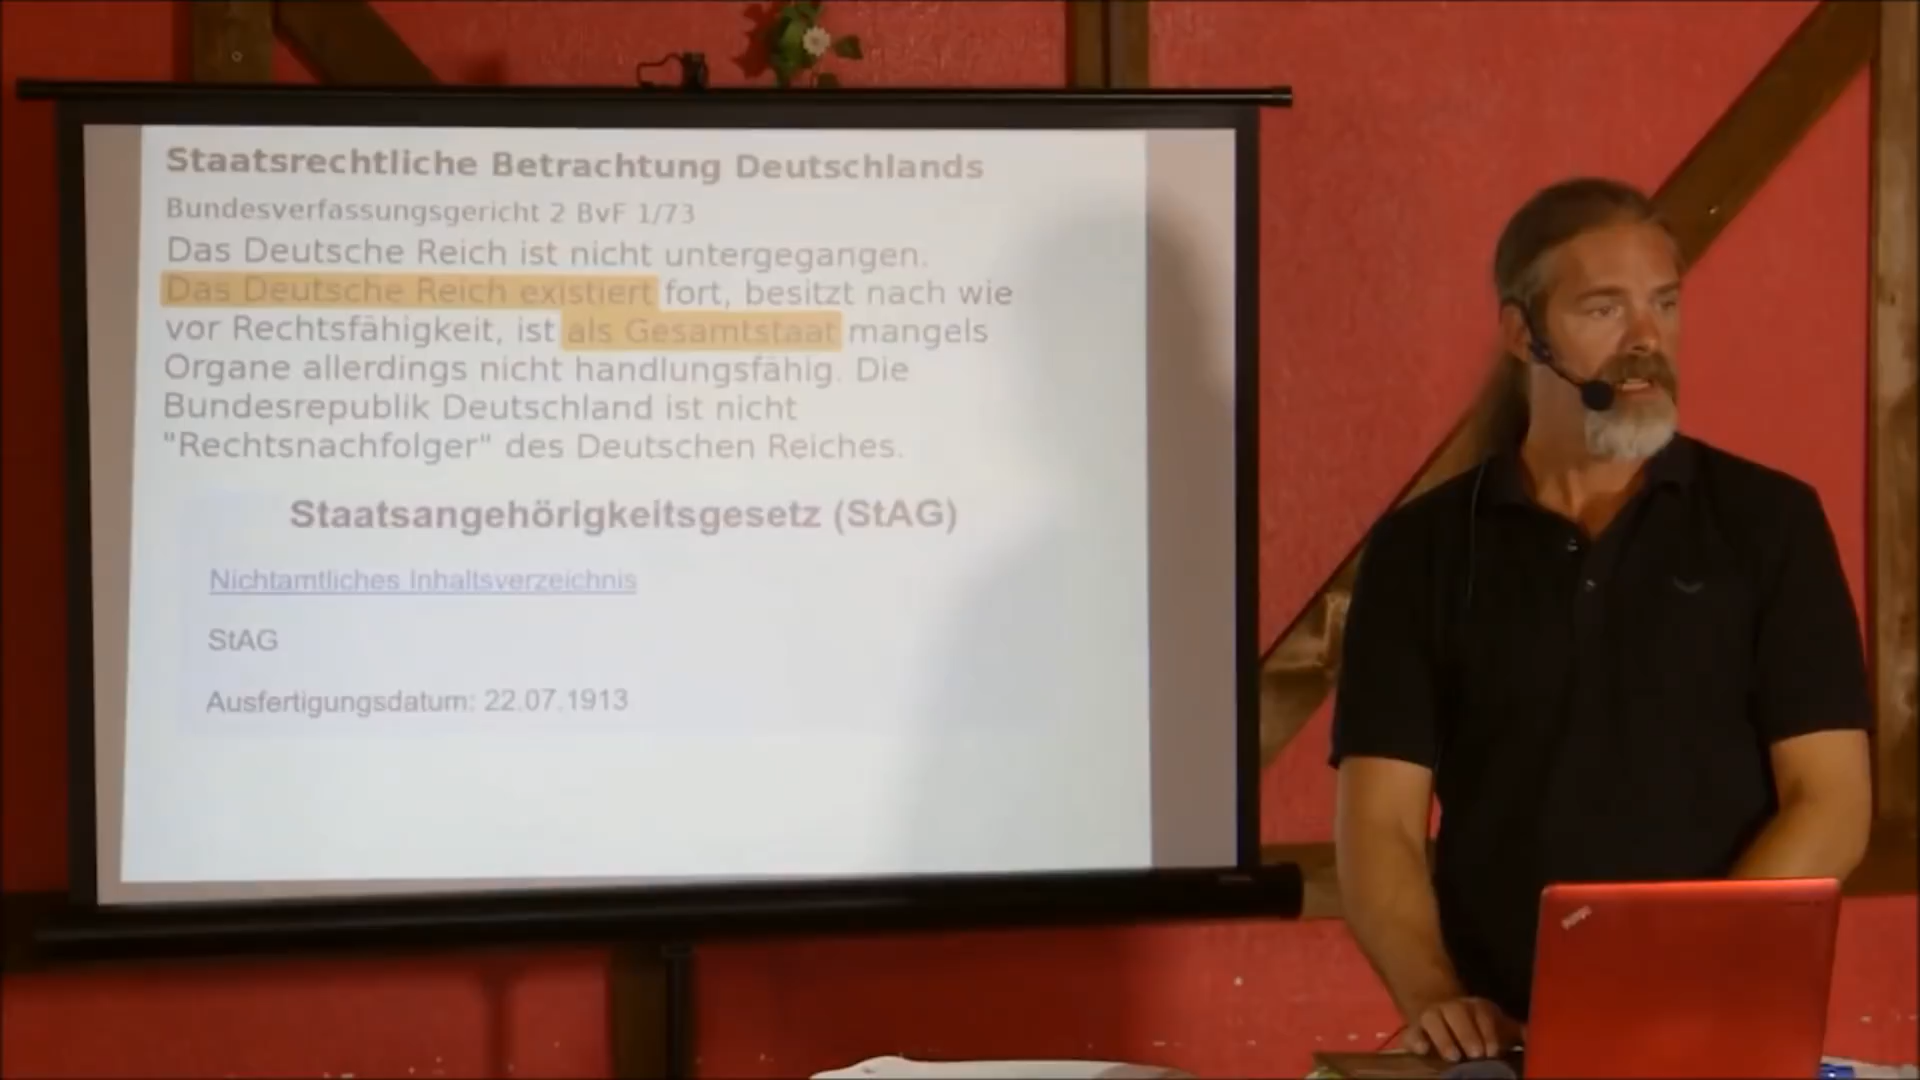 Staatsrechtliche Betrachtung Deutschlands
Bundesverfassungsgericht 2 BvF 1/73
Das Deutsche Reich ist nicht untergegangen.
Das Deutsche Reich existiert fort, besitzt nach wie
vor Rechtsfähigkeit, ist als Gesamtstaat mangels
Organe allerdings nicht handlungsfähig. Die
Bundesrepublik Deutschland ist nicht
"Rechtsnachfolger" des Deutschen Reiches.
Staatsangehörigkeitsgesetz (StAG)
Nichtamtliches Inhaltsverzeichnis
StAG
Ausfertigungsdatum: 22.07.1913